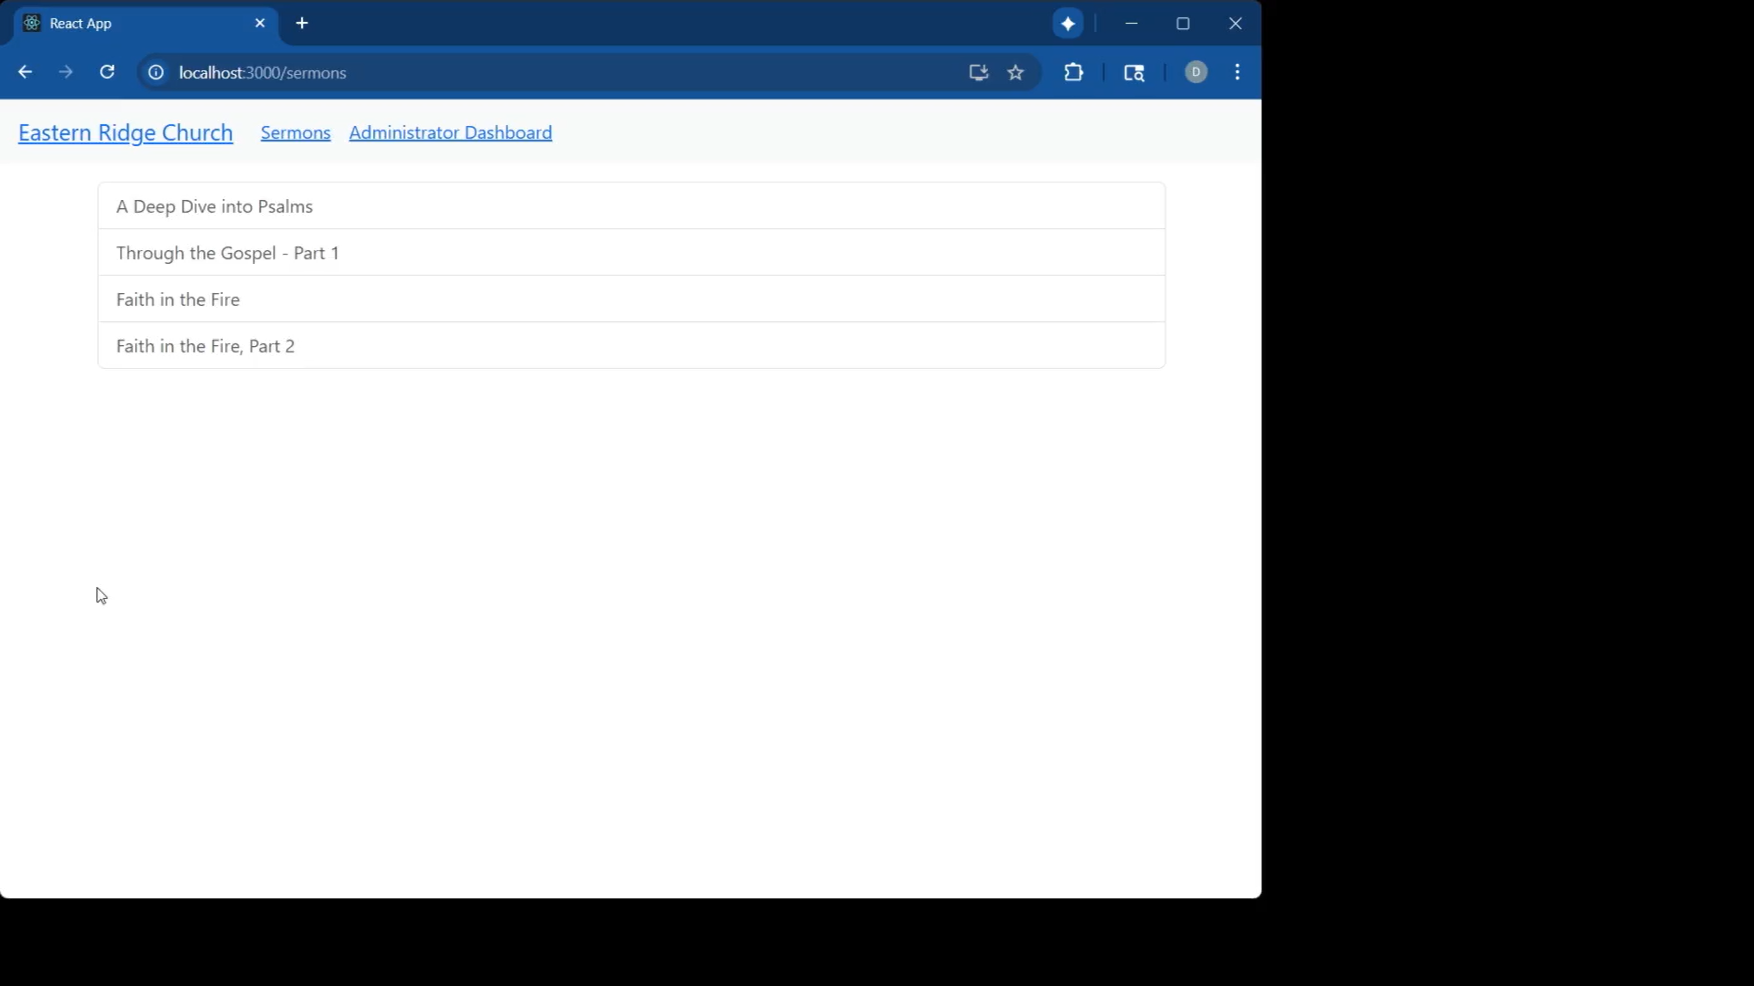 React App
localhost:3000/sermons
D
Eastern Ridge Church Sermons Administrator Dashboard
A Deep Dive into Psalms
Through the Gospel - Part 1
Faith in the Fire
Faith in the Fire, Part 2